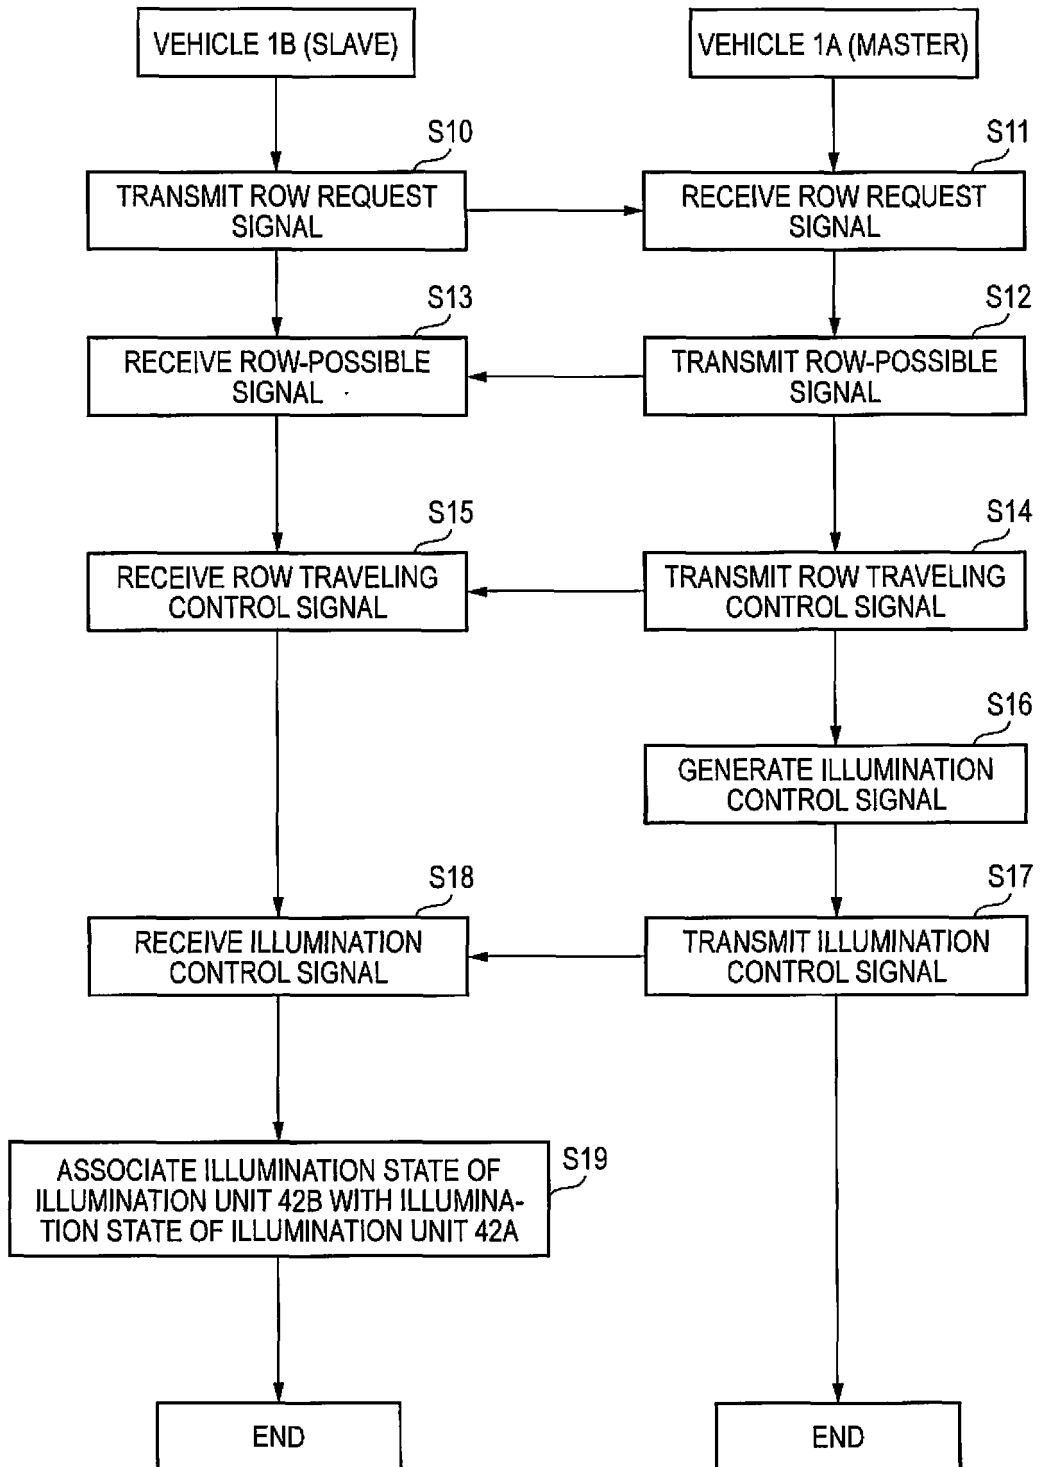 VEHICLE 1B (SLAVE)
VEHICLE 1A (MASTER)
S10
S11
TRANSMIT ROW REQUEST
SIGNAL
RECEIVE ROW REQUEST
SIGNAL
S13
S12
RECEIVE ROW-POSSIBLE
SIGNAL
TRANSMIT ROW-POSSIBLE
SIGNAL
S15
S14
RECEIVE ROW TRAVELING
CONTROL SIGNAL
TRANSMIT ROW TRAVELING
CONTROL SIGNAL
S16
GENERATE ILLUMINATION
CONTROL SIGNAL
S18
S17
RECEIVE ILLUMINATION
CONTROL SIGNAL
TRANSMIT ILLUMINATION
CONTROL SIGNAL
S19
ASSOCIATE ILLUMINATION STATE OF
ILLUMINATION UNIT 42B WITH ILLUMINA-
TION STATE OF ILLUMINATION UNIT 42A
END
END